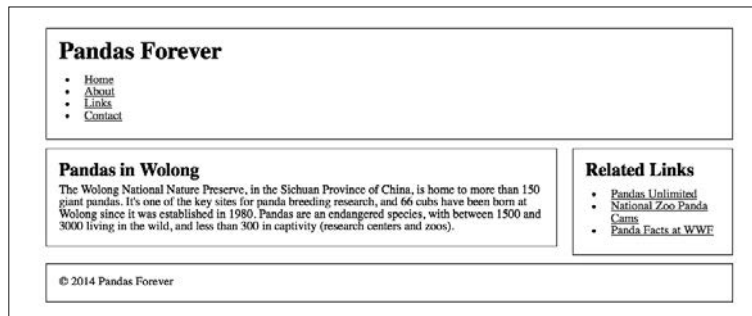 Pandas Forever
Home
About
Links
Contact
Pandas in Wolong
The Wolong National Nature Preserve, in the Sichuan Province of China, is home to more than 150
giant pandas. It's one of the key sites for panda breeding research, and 66 cubs have been born at
Wolong since it was established in 1980. Pandas are an endangered species, with between 1500 and
3000 living in the wild, and less than 300 in captivity (research centers and zoos).
Related Links
Pandas Unlimited
National Zoo Panda
Cams
Panda Facts at WWF
© 2014 Pandas Forever